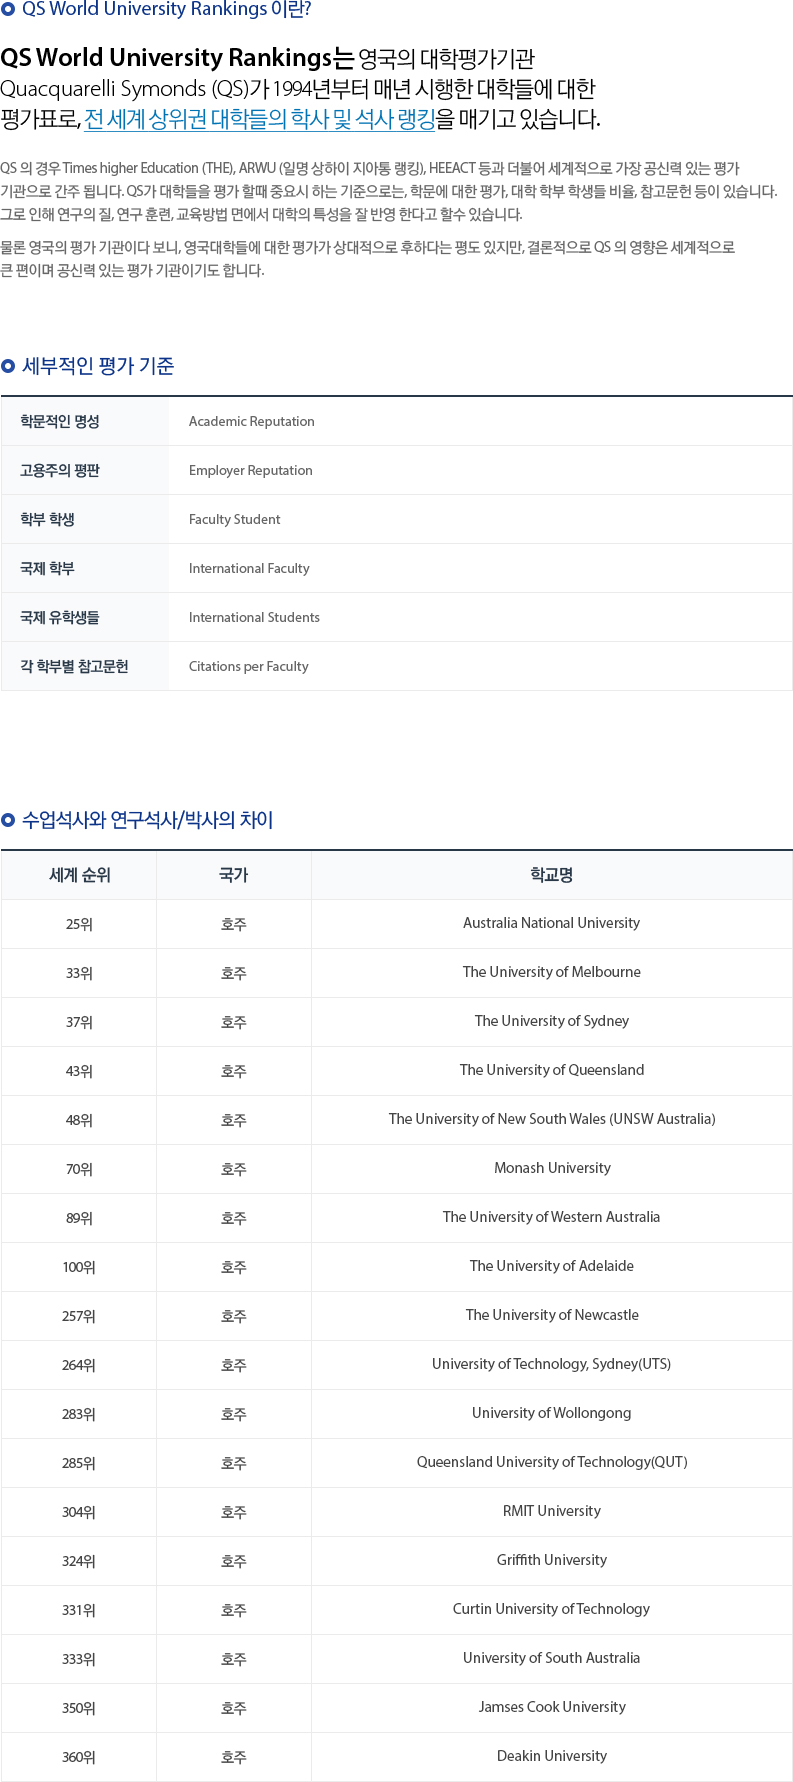 QS World University Rankings 이란?
QS World University Rankings는 영국의 대학평가기관
Quacquarelli Symonds (QS)가 1994년부터 매년 시행한 대학들에 대한
평가표로, 전 세계 상위권 대학들의 학사 및 석사 랭킹을 매기고 있습니다.
QS 의 경우 Times higher Education (THE), ARWU (일명 상하이 지아통 랭킹), HEEACT 등과 더불어 세계적으로 가장 공신력 있는 평가
기관으로 간주 됩니다. QS가 대학들을 평가 할때 중요시 하는 기준으로는, 학문에 대한 평가, 대학 학부 학생들 비율, 참고문헌 등이 있습니다.
그로 인해 연구의 질, 연구 훈련, 교육방법 면에서 대학의 특성을 잘 반영 한다고 할수 있습니다.
물론 영국의 평가 기관이다 보니, 영국대학들에 대한 평가가 상대적으로 후하다는 평도 있지만, 결론적으로 QS 의 영향은 세계적으로
큰 편이며 공신력 있는 평가 기관이기도 합니다.
세부적인 평가 기준
학문적인 명성 Academic Reputation
고용주의 평판 Employer Reputation
학부 학생 Faculty Student
국제 학부 International Faculty
국제 유학생들 International Students
각 학부별 참고문헌 Citations per Faculty
수업석사와 연구석사/박사의 차이
세계 순위 국가 학교명
25위 호주 Australia National University
33위 호주 The University of Melbourne
37위 호주 The University of Sydney
43위 호주 The University of Queensland
48위 호주 The University of New South Wales (UNSW Australia)
70위 호주 Monash University
89위 호주 The University of Western Australia
100위 호주 The University of Adelaide
257위 호주 The University of Newcastle
264위 호주 University of Technology, Sydney(UTS)
283위 호주 University of Wollongong
285위 호주 Queensland University of Technology(QUT)
304위 호주 RMIT University
324위 호주 Griffith University
331위 호주 Curtin University of Technology
333위 호주 University of South Australia
350위 호주 Jamses Cook University
360위 호주 Deakin University